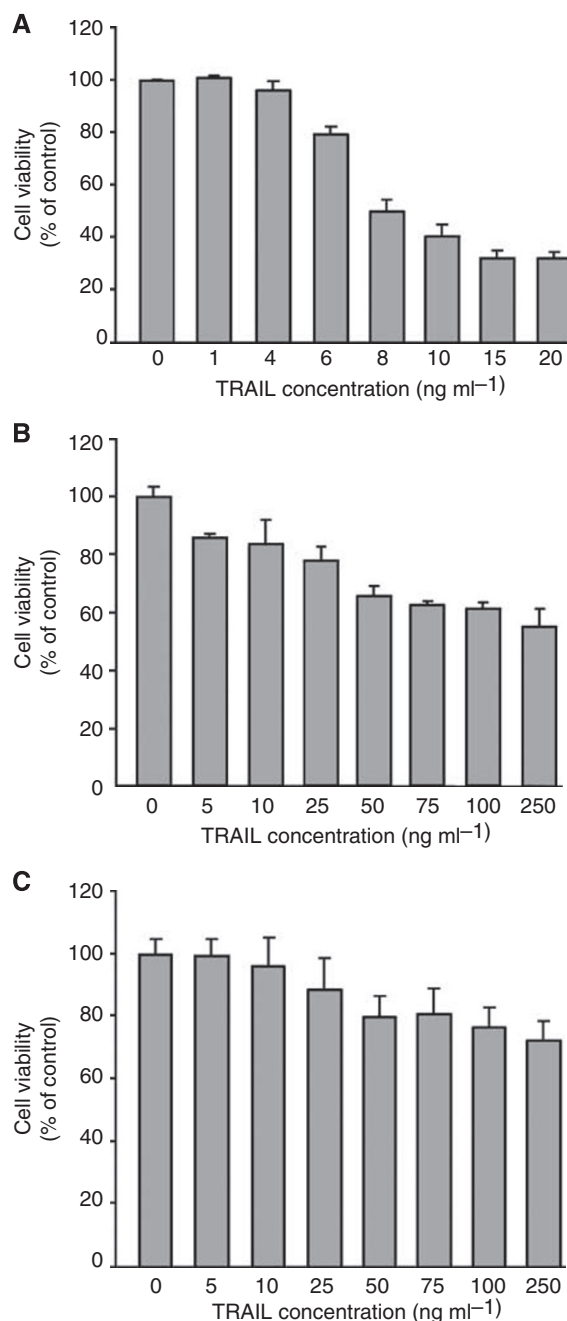 A
120
100
80
60
40
20
0
Cell viability
(% of control)
0 1 4 6 8 10 15 20
TRAIL concentration (ng ml–1)
B
120
100
80
60
40
20
0
Cell viability
(% of control)
0 5 10 25 50 75 100 250
TRAIL concentration (ng ml–1)
C
120
100
80
60
40
20
0
Cell viability
(% of control)
0 5 10 25 50 75 100 250
TRAIL concentration (ng ml–1)